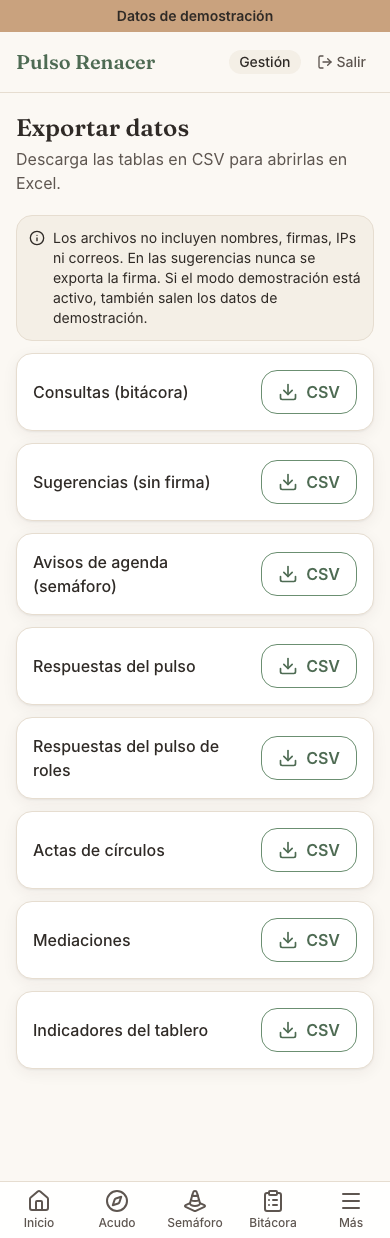 Datos de demostración
Pulso Renacer
Gestión
Salir
Exportar datos
Descarga las tablas en CSV para abrirlas en
Excel.
Los archivos no incluyen nombres, firmas, IPs
ni correos. En las sugerencias nunca se
exporta la firma. Si el modo demostración está
activo, también salen los datos de
demostración.
Consultas (bitácora)
CSV
Sugerencias (sin firma)
CSV
Avisos de agenda
(semáforo)
CSV
Respuestas del pulso
CSV
Respuestas del pulso de
roles
CSV
Actas de círculos
CSV
Mediaciones
CSV
Indicadores del tablero
CSV
Inicio
Acudo
Semáforo
Bitácora
Más